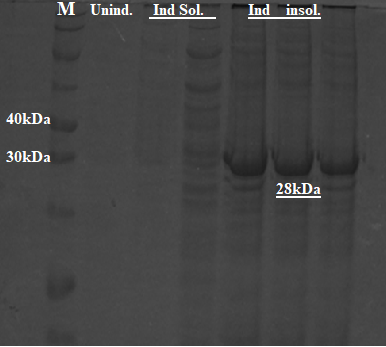 M Unind. Ind Sol. Ind insol.
40kDa
30kDa
28kDa